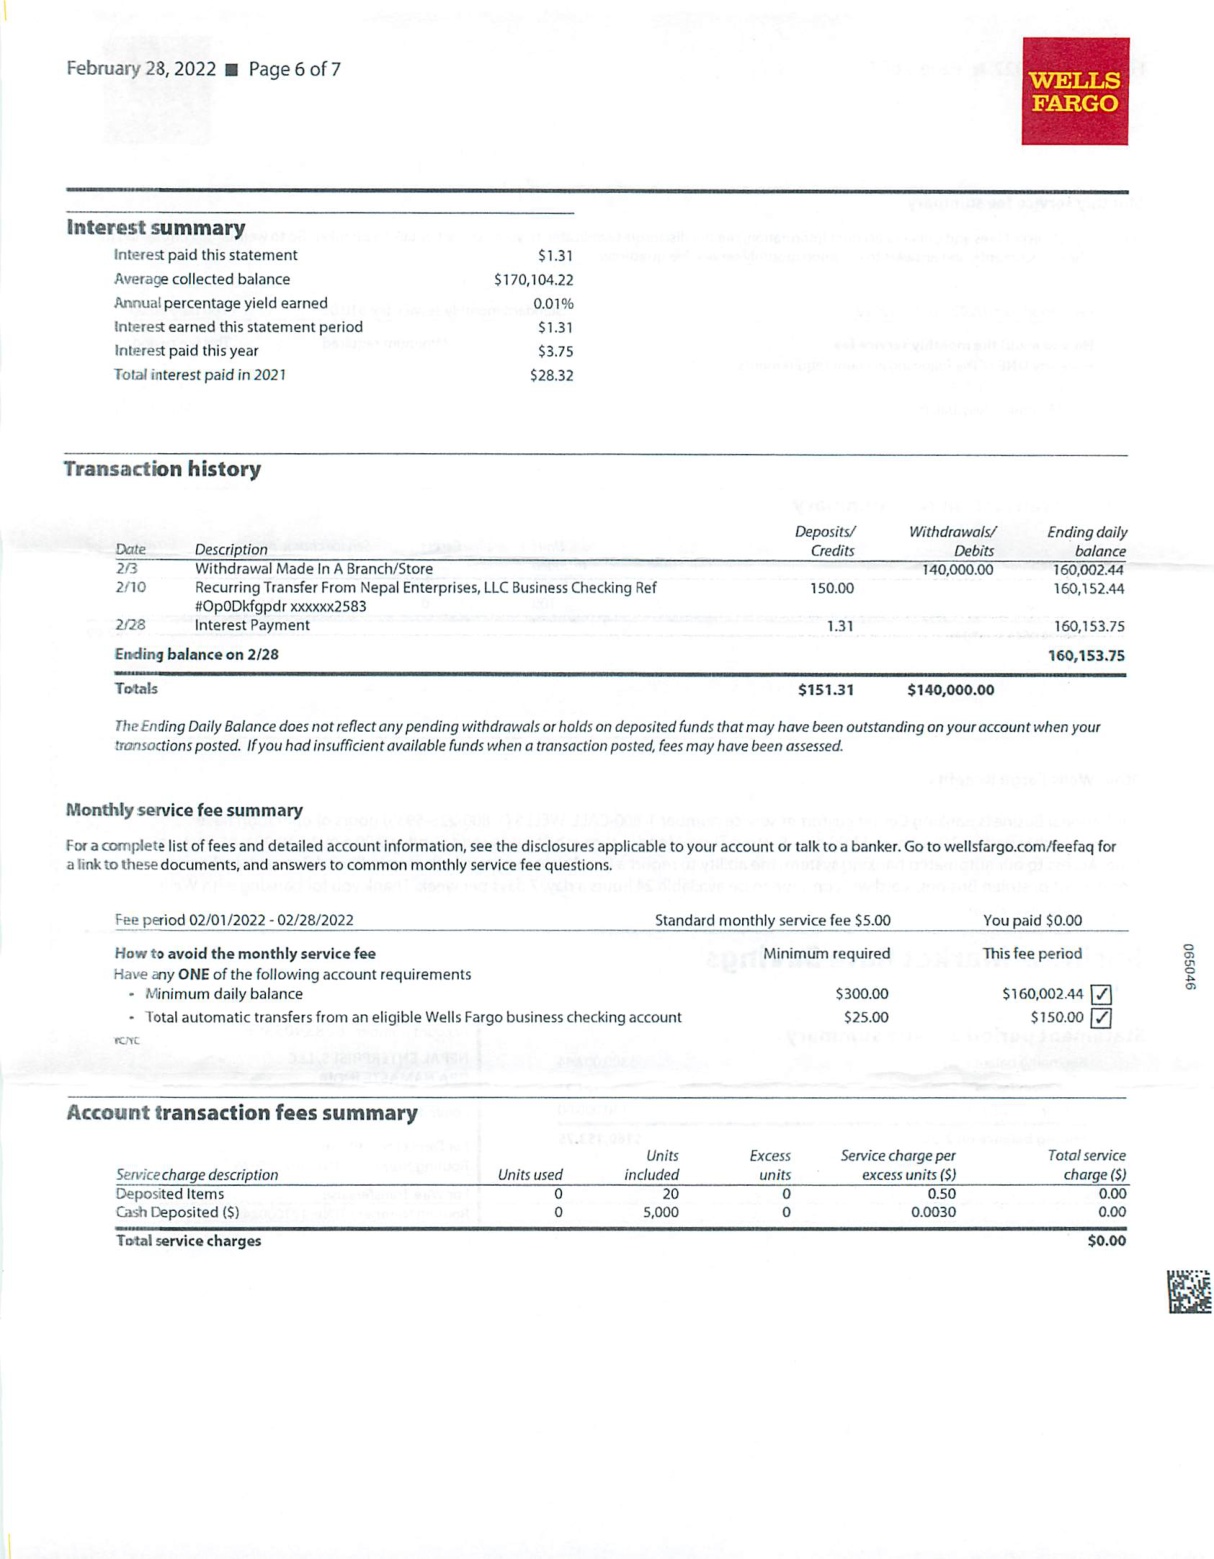 February 28, 2022 ■ Page 6 of 7
WELLS
FARGO
Interest summary
Interest paid this statement $1.31
Average collected balance $170,104.22
Annual percentage yield earned 0.01%
Interest earned this statement period $1.31
Interest paid this year $3.75
Total interest paid in 2021 $28.32
Transaction history
Deposits/ Withdrawals/ Ending daily
Date Description Credits Debits balance
2/3 Withdrawal Made In A Branch/Store 140,000.00 160,002.44
2/10 Recurring Transfer From Nepal Enterprises, LLC Business Checking Ref 150.00 160,152.44
#Op0Dkfgpdr xxxxxx2583
2/28 Interest Payment 1.31 160,153.75
Ending balance on 2/28 160,153.75
Totals $151.31 $140,000.00
The Ending Daily Balance does not reflect any pending withdrawals or holds on deposited funds that may have been outstanding on your account when your
transactions posted. If you had insufficient available funds when a transaction posted, fees may have been assessed.
Monthly service fee summary
For a complete list of fees and detailed account information, see the disclosures applicable to your account or talk to a banker. Go to wellsfargo.com/feefaq for
a link to these documents, and answers to common monthly service fee questions.
Fee period 02/01/2022 - 02/28/2022 Standard monthly service fee $5.00 You paid $0.00
How to avoid the monthly service fee Minimum required This fee period
Have any ONE of the following account requirements
- Minimum daily balance $300.00 $160,002.44 ☑
- Total automatic transfers from an eligible Wells Fargo business checking account $25.00 $150.00 ☑
YC/YC
065046
Account transaction fees summary
Units Excess Service charge per Total service
Service charge description Units used included units excess units ($) charge ($)
Deposited Items 0 20 0 0.50 0.00
Cash Deposited ($) 0 5,000 0 0.0030 0.00
Total service charges $0.00